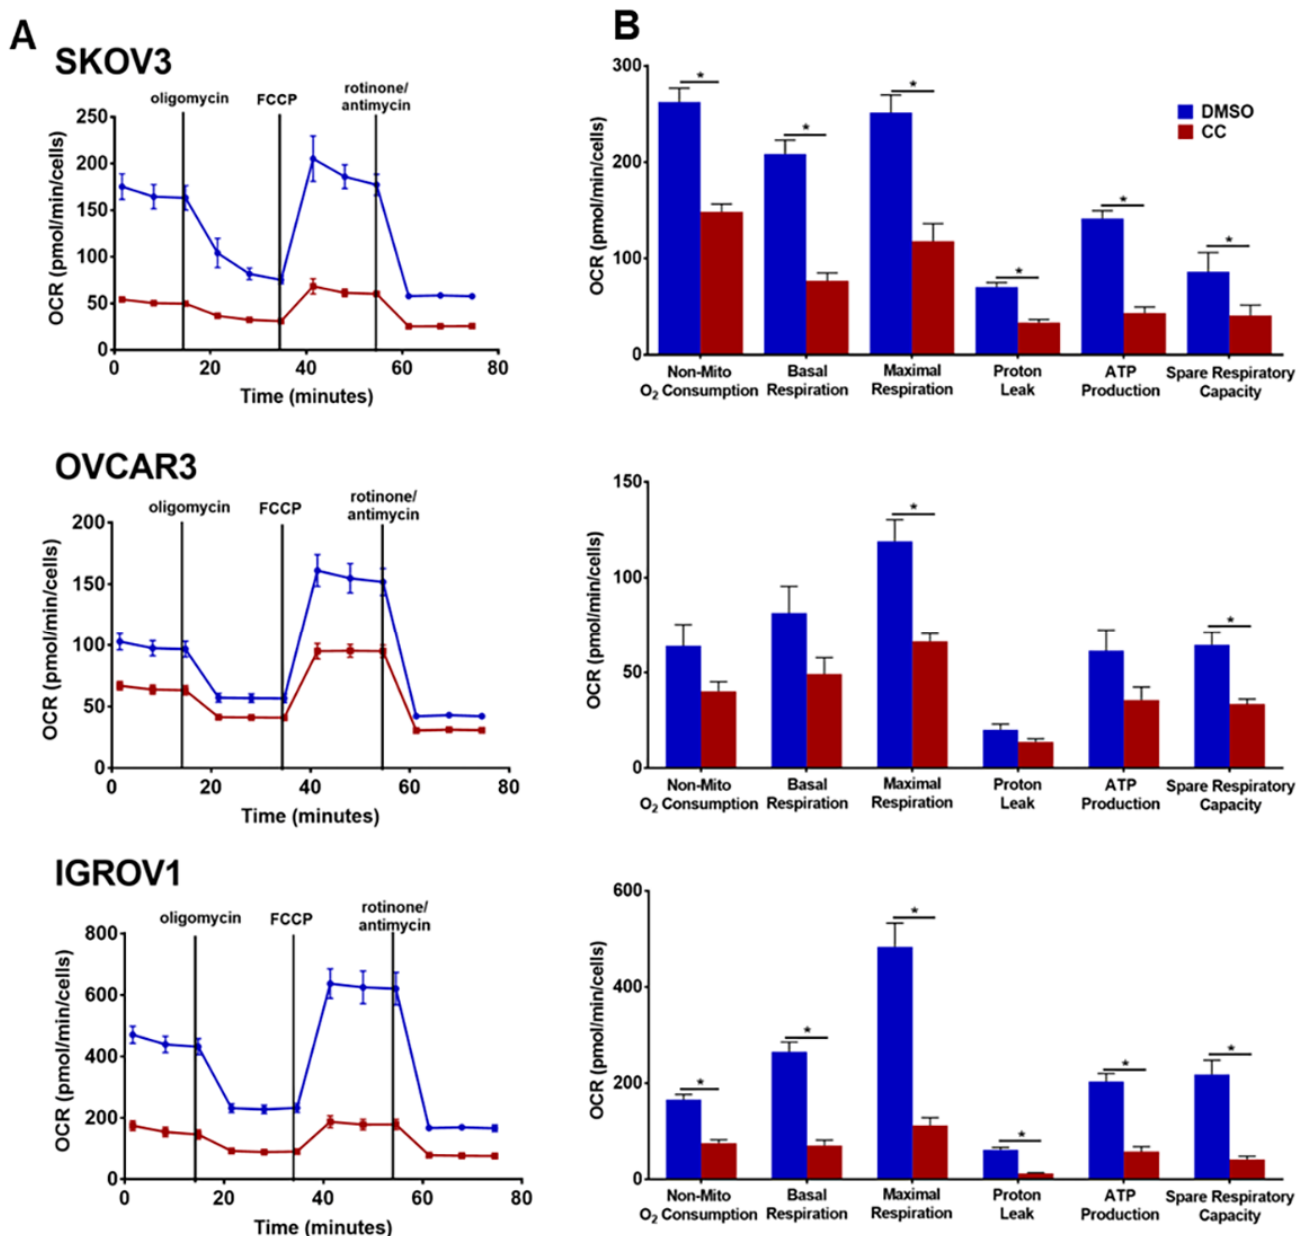 A
SKOV3
oligomycin
FCCP
rotinone/
antimycin
OCR (pmol/min/cells)
250
200
150
100
50
0
0 20 40 60 80
Time (minutes)
B
OCR (pmol/min/cells)
300
200
100
0
DMSO
CC
*
*
*
*
*
*
Non-Mito
O2 Consumption
Basal
Respiration
Maximal
Respiration
Proton
Leak
ATP
Production
Spare Respiratory
Capacity
OVCAR3
oligomycin
FCCP
rotinone/
antimycin
OCR (pmol/min/cells)
200
150
100
50
0
0 20 40 60 80
Time (minutes)
OCR (pmol/min/cells)
150
100
50
0
*
*
Non-Mito
O2 Consumption
Basal
Respiration
Maximal
Respiration
Proton
Leak
ATP
Production
Spare Respiratory
Capacity
IGROV1
oligomycin
FCCP
rotinone/
antimycin
OCR (pmol/min/cells)
800
600
400
200
0
0 20 40 60 80
Time (minutes)
OCR (pmol/min/cells)
600
400
200
0
*
*
*
*
*
*
Non-Mito
O2 Consumption
Basal
Respiration
Maximal
Respiration
Proton
Leak
ATP
Production
Spare Respiratory
Capacity